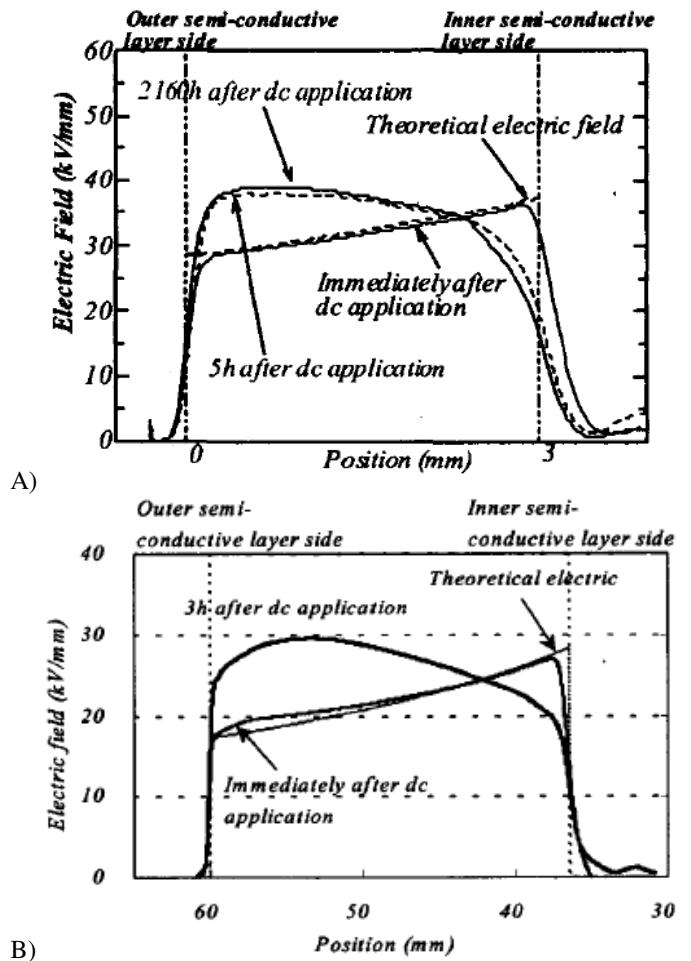 Outer semi-conductive
layer side
Inner semi-conductive
layer side
60
50
40
30
20
10
0
Electric Field (kV/mm)
2160h after dc application
Theoretical electric field
Immediately after
dc application
5h after dc application
0
3
Position (mm)
A)
Outer semi-
conductive layer side
Inner semi-
conductive layer side
40
30
20
10
0
Electric field (kV/mm)
Theoretical electric
3h after dc application
Immediately after dc
application
60
50
40
30
Position (mm)
B)